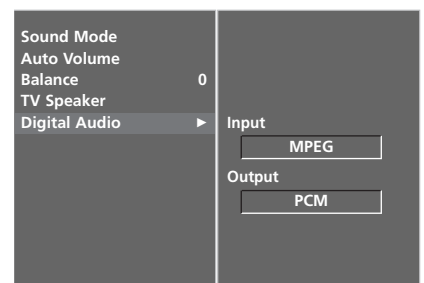 Sound Mode
Auto Volume
Balance 0
TV Speaker
Digital Audio ►
Input
MPEG
Output
PCM